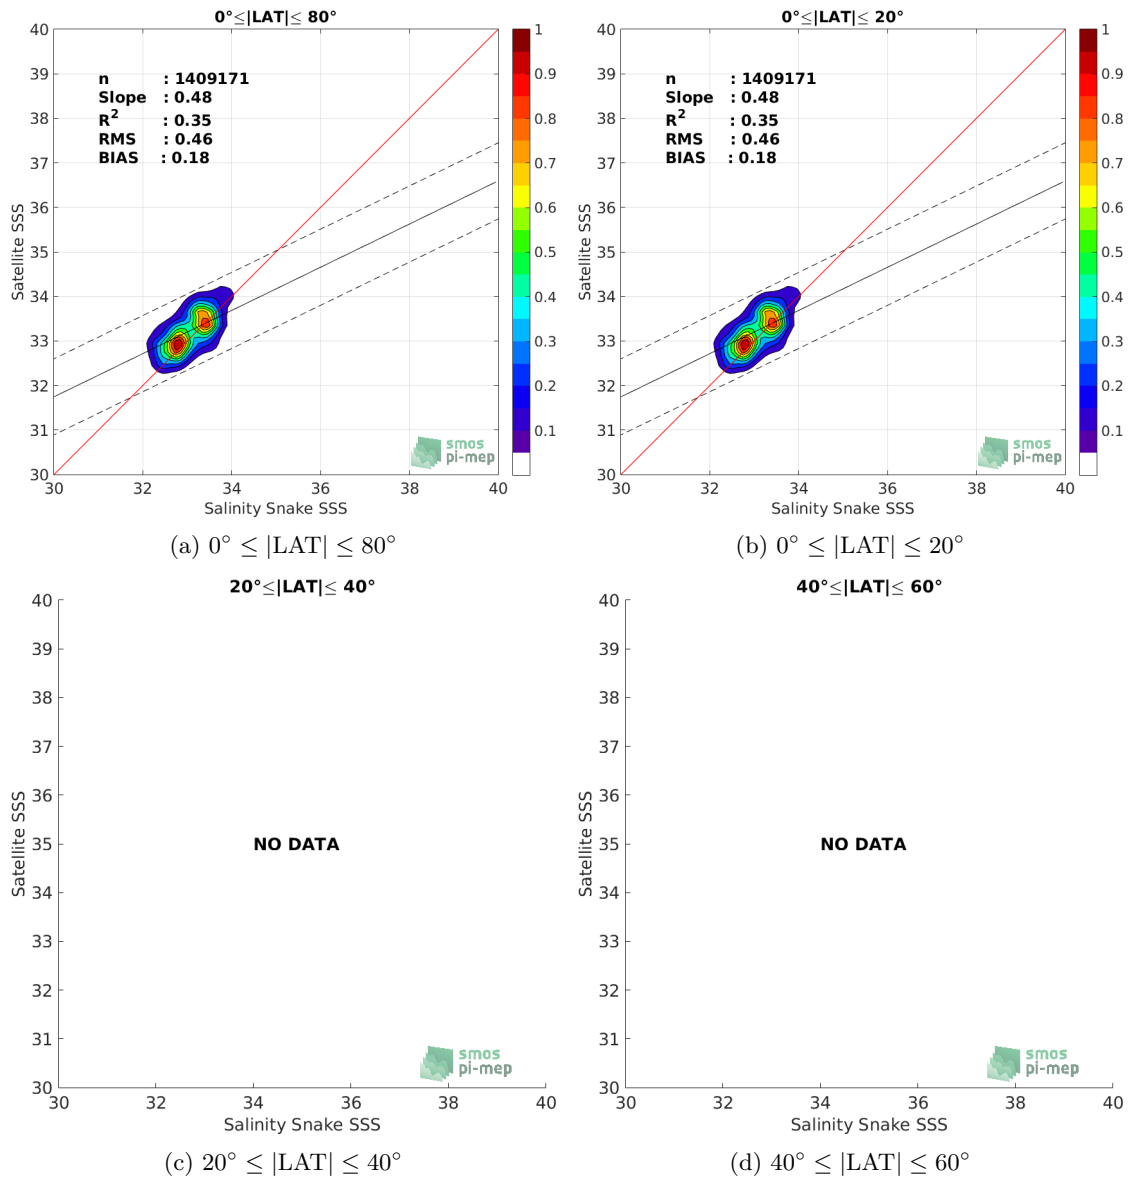 0°≤|LAT|≤ 80°
40
39
38
37
36
35
34
33
32
31
30
n : 1409171
Slope : 0.48
R2 : 0.35
RMS : 0.46
BIAS : 0.18
1
0.9
0.8
0.7
0.6
0.5
0.4
0.3
0.2
0.1
Satellite SSS
smos
pi-mep
30 32 34 36 38 40
Salinity Snake SSS
(a) 0° ≤ |LAT| ≤ 80°
0°≤|LAT|≤ 20°
40
39
38
37
36
35
34
33
32
31
30
n : 1409171
Slope : 0.48
R2 : 0.35
RMS : 0.46
BIAS : 0.18
1
0.9
0.8
0.7
0.6
0.5
0.4
0.3
0.2
0.1
Satellite SSS
smos
pi-mep
30 32 34 36 38 40
Salinity Snake SSS
(b) 0° ≤ |LAT| ≤ 20°
20°≤|LAT|≤ 40°
40
39
38
37
36
35
34
33
32
31
30
Satellite SSS
NO DATA
smos
pi-mep
30 32 34 36 38 40
Salinity Snake SSS
(c) 20° ≤ |LAT| ≤ 40°
40°≤|LAT|≤ 60°
40
39
38
37
36
35
34
33
32
31
30
Satellite SSS
NO DATA
smos
pi-mep
30 32 34 36 38 40
Salinity Snake SSS
(d) 40° ≤ |LAT| ≤ 60°